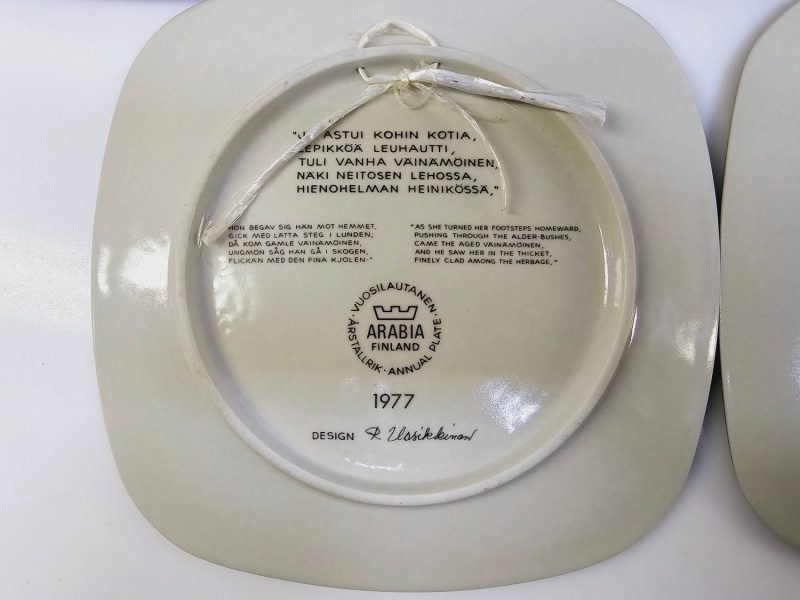 "JA ASTUI KOHIN KOTIA,
LEPIKKÖÄ LEUHAUTTI,
TULI VANHA VÄINÄMÖINEN,
NÄKI NEITOSEN LEHOSSA,
HIENOHELMAN HEINIKÖSSÄ,"
HON BEGAV SIG HÄN MOT HEMMET,
GICK MED LÄTTA STEG I LUNDEN,
DÅ KOM GAMLE VÄINÄMÖINEN,
UNGMÖN SÅG HAN GÅ I SKOGEN,
FLICKAN MED DEN FINA KJOLEN·"
"AS SHE TURNED HER FOOTSTEPS HOMEWARD,
PUSHING THROUGH THE ALDER-BUSHES,
CAME THE AGED VÄINÄMÖINEN,
AND HE SAW HER IN THE THICKET,
FINELY CLAD AMONG THE HERBAGE,"
·VUOSILAUTANEN·
ARABIA
FINLAND
ÅRSTALLRIK·ANNUAL PLATE
1977
DESIGN R. Uosikkinen